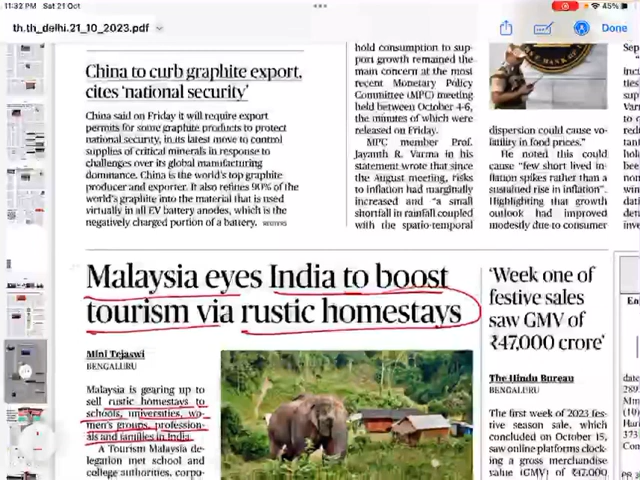 11:32 PM Sat 21 Oct
45%
th.th_delhi.21_10_2023.pdf
Done
China to curb graphite export,
cites 'national security'
China said on Friday it will require export
permits for some graphite products to protect
national security, in its latest move to control
supplies of critical minerals in response to
challenges over its global manufacturing
dominance. China is the world's top graphite
producer and exporter. It also refines 90% of the
world's graphite into the material that is used
virtually in all EV battery anodes, which is the
negatively charged portion of a battery. REUTERS
hold consumption to sup-
port growth remained the
main concern at the most
recent Monetary Policy
Committee (MPC) meeting
held between October 4-6,
the minutes of which were
released on Friday.
MPC member Prof.
Jayanth R. Varma in his
statement wrote that since
the August meeting, risks
to inflation had marginally
increased and "a small
shortfall in rainfall coupled
with the spatio-temporal
dispersion could cause vo-
latility in food prices."
He noted this could
cause "few short lived in-
flation spikes rather than a
sustained rise in inflation".
Highlighting that growth
outlook had improved
modestly due to consumer
Malaysia eyes India to boost
tourism via rustic homestays
Mini Tejaswi
BENGALURU
Malaysia is gearing up to
sell rustic homestays to
schools, universities, wo-
men's groups, profession-
als and families in India.
A Tourism Malaysia de-
legation met school and
college authorities, corpo-
'Week one of
festive sales
saw GMV of
₹47,000 crore'
The Hindu Bureau
BENGALURU
The first week of 2023 fes-
tive season sale, which
concluded on October 15,
saw online platforms clock-
ing a gross merchandise
value (GMV) of ₹47,000